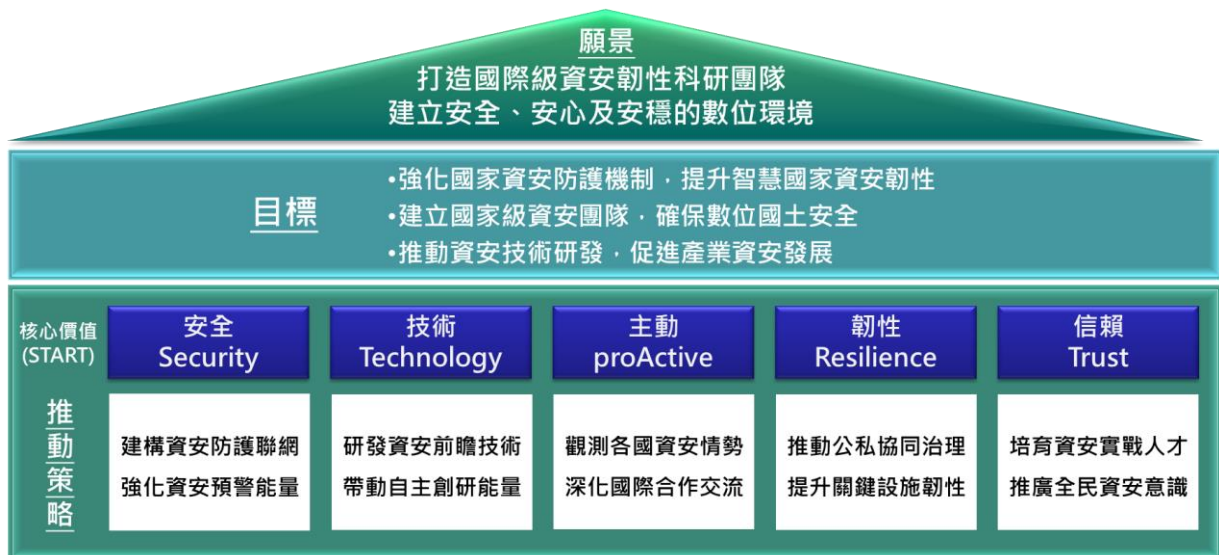 願景
打造國際級資安韌性科研團隊
建立安全、安心及安穩的數位環境
目標
•強化國家資安防護機制，提升智慧國家資安韌性
•建立國家級資安團隊，確保數位國土安全
•推動資安技術研發，促進產業資安發展
核心價值
(START)
安全
Security
技術
Technology
主動
proActive
韌性
Resilience
信賴
Trust
推動策略
建構資安防護聯網
強化資安預警能量
研發資安前瞻技術
帶動自主創研能量
觀測各國資安情勢
深化國際合作交流
推動公私協同治理
提升關鍵設施韌性
培育資安實戰人才
推廣全民資安意識